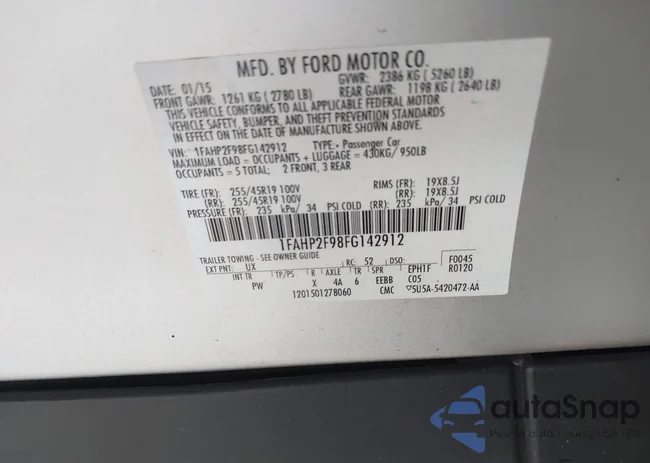 MFD. BY FORD MOTOR CO.
DATE: 01/15 GVWR: 2386 KG ( 5260 LB)
FRONT GAWR: 1261 KG ( 2780 LB) REAR GAWR: 1198 KG ( 2640 LB)
THIS VEHICLE CONFORMS TO ALL APPLICABLE FEDERAL MOTOR
VEHICLE SAFETY, BUMPER, AND THEFT PREVENTION STANDARDS
IN EFFECT ON THE DATE OF MANUFACTURE SHOWN ABOVE.
VIN: 1FAHP2F98FG142912 TYPE: Passenger Car
MAXIMUM LOAD = OCCUPANTS + LUGGAGE = 430KG/ 950LB
OCCUPANTS = 5 TOTAL; 2 FRONT, 3 REAR
TIRE (FR): 255/45R19 100V RIMS (FR): 19X8.5J
(RR): 255/45R19 100V (RR): 19X8.5J
PRESSURE (FR): 235 kPa/ 34 PSI COLD (RR): 235 kPa/ 34 PSI COLD
1FAHP2F98FG142912
TRAILER TOWING - SEE OWNER GUIDE
EXT PNT: UX RC: 52 DSO: F0045
INT TR TP/PS R AXLE TR SPR EPH1F R0120
PW X 4A 6 EEBB COS
1201501278060 CMC 5U5A-5420472-AA
autoSnap